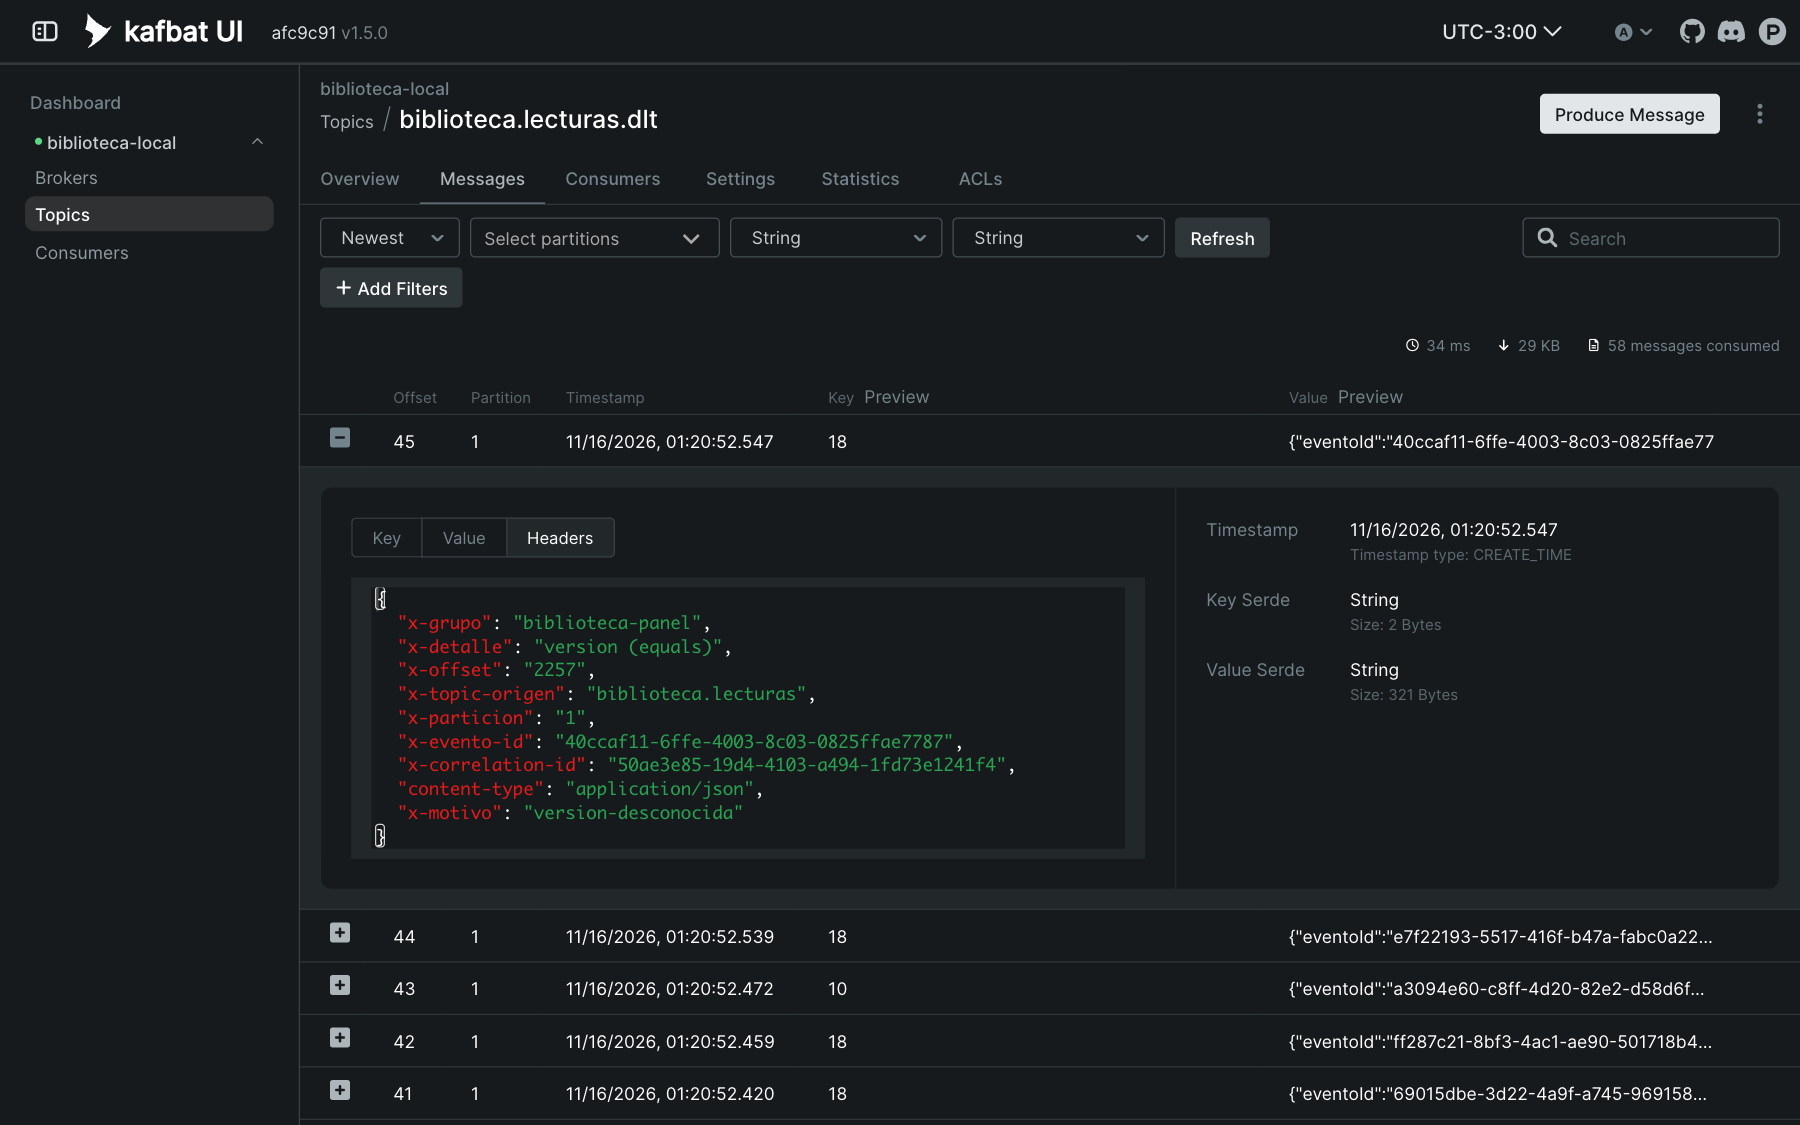 kafbat UI afc9c91 v1.5.0 UTC-3:00 A P
Dashboard
biblioteca-local
Brokers
Topics
Consumers
biblioteca-local
Topics / biblioteca.lecturas.dlt
Produce Message
Overview Messages Consumers Settings Statistics ACLs
Newest Select partitions String String Refresh Search
Add Filters
34 ms 29 KB 58 messages consumed
Offset Partition Timestamp Key Preview Value Preview
45 1 11/16/2026, 01:20:52.547 18 {"eventoId":"40ccaf11-6ffe-4003-8c03-0825ffae77
Key Value Headers
{
"x-grupo": "biblioteca-panel",
"x-detalle": "version (equals)",
"x-offset": "2257",
"x-topic-origen": "biblioteca.lecturas",
"x-particion": "1",
"x-evento-id": "40ccaf11-6ffe-4003-8c03-0825ffae7787",
"x-correlation-id": "50ae3e85-19d4-4103-a494-1fd73e1241f4",
"content-type": "application/json",
"x-motivo": "version-desconocida"
}
Timestamp 11/16/2026, 01:20:52.547
Timestamp type: CREATE_TIME
Key Serde String
Size: 2 Bytes
Value Serde String
Size: 321 Bytes
44 1 11/16/2026, 01:20:52.539 18 {"eventoId":"e7f22193-5517-416f-b47a-fabc0a22...
43 1 11/16/2026, 01:20:52.472 10 {"eventoId":"a3094e60-c8ff-4d20-82e2-d58d6f...
42 1 11/16/2026, 01:20:52.459 18 {"eventoId":"ff287c21-8bf3-4ac1-ae90-501718b4...
41 1 11/16/2026, 01:20:52.420 18 {"eventoId":"69015dbe-3d22-4a9f-a745-969158...